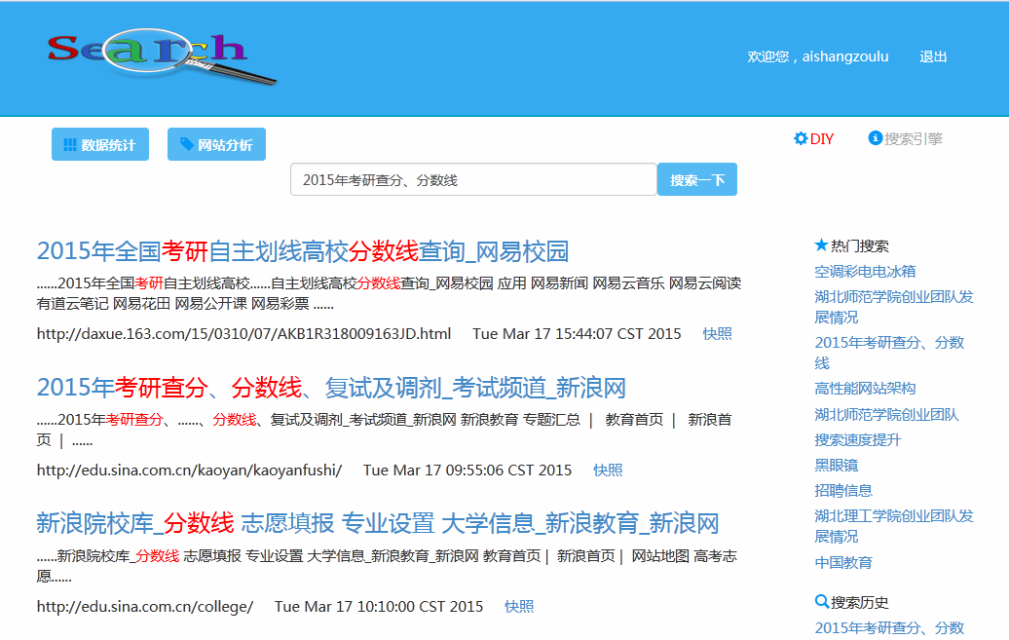 Search
欢迎您，aishangzoulu 退出
数据统计 网站分析
DIY 搜索引擎
2015年考研查分、分数线 搜索一下
2015年全国考研自主划线高校分数线查询_网易校园
......2015年全国考研自主划线高校......自主划线高校分数线查询_网易校园 应用 网易新闻 网易云音乐 网易云阅读
有道云笔记 网易花田 网易公开课 网易彩票 ......
http://daxue.163.com/15/0310/07/AKB1R318009163JD.html Tue Mar 17 15:44:07 CST 2015 快照
2015年考研查分、分数线、复试及调剂_考试频道_新浪网
......2015年考研查分、......、分数线、复试及调剂_考试频道_新浪网 新浪教育 专题汇总 | 教育首页 | 新浪首
页 | ......
http://edu.sina.com.cn/kaoyan/kaoyanfushi/ Tue Mar 17 09:55:06 CST 2015 快照
新浪院校库_分数线 志愿填报 专业设置 大学信息_新浪教育_新浪网
......新浪院校库_分数线 志愿填报 专业设置 大学信息_新浪教育_新浪网 教育首页 | 新浪首页 | 网站地图 高考志
愿......
http://edu.sina.com.cn/college/ Tue Mar 17 10:10:00 CST 2015 快照
热门搜索
空调彩电电冰箱
湖北师范学院创业团队发
展情况
2015年考研查分、分数
线
高性能网站架构
湖北师范学院创业团队
搜索速度提升
黑眼镜
招聘信息
湖北理工学院创业团队发
展情况
中国教育
搜索历史
2015年考研查分、分数